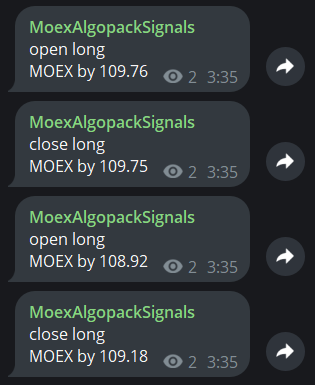 MoexAlgopackSignals
open long
MOEX by 109.76 2 3:35
MoexAlgopackSignals
close long
MOEX by 109.75 2 3:35
MoexAlgopackSignals
open long
MOEX by 108.92 2 3:35
MoexAlgopackSignals
close long
MOEX by 109.18 2 3:35